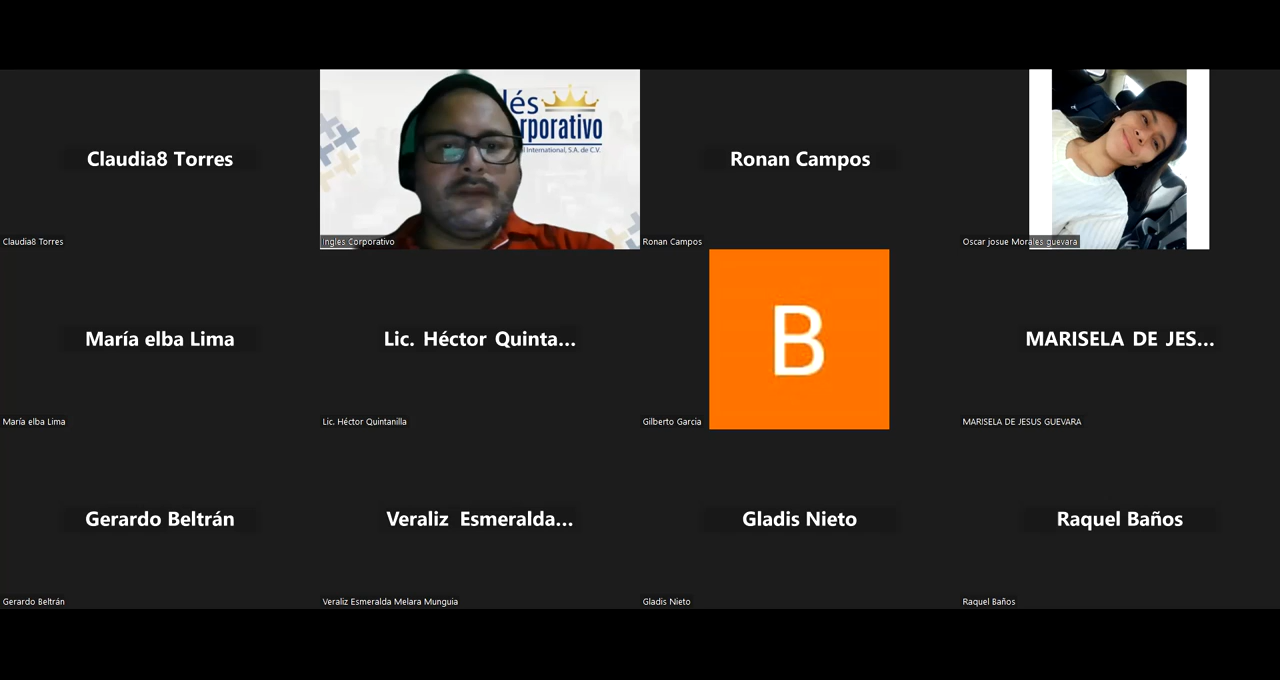 Claudia8 Torres
Claudia8 Torres
lés
rporativo
International, S.A. de C.V.
Ingles Corporativo
Ronan Campos
Ronan Campos
Oscar josue Morales guevara
María elba Lima
María elba Lima
Lic. Héctor Quinta...
Lic. Héctor Quintanilla
B
Gilberto Garcia
MARISELA DE JES...
MARISELA DE JESUS GUEVARA
Gerardo Beltrán
Gerardo Beltrán
Veraliz Esmeralda...
Veraliz Esmeralda Melara Munguia
Gladis Nieto
Gladis Nieto
Raquel Baños
Raquel Baños